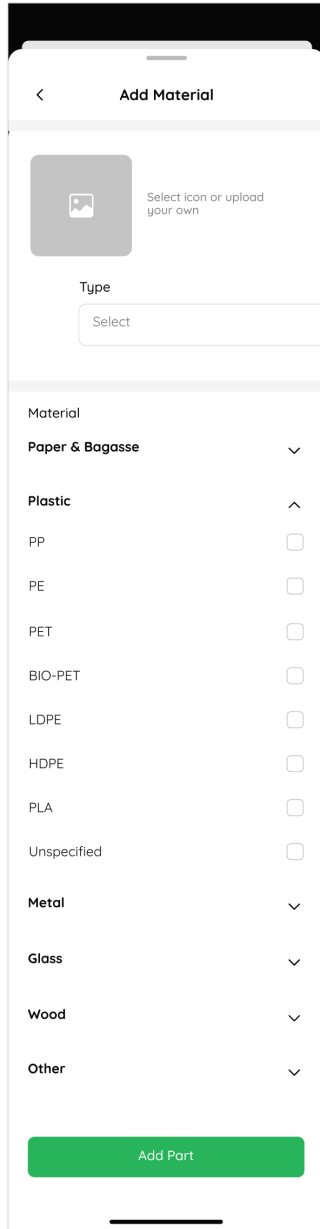 Add Material
Select icon or upload
your own
Type
Select
Material
Paper & Bagasse
Plastic
PP
PE
PET
BIO-PET
LDPE
HDPE
PLA
Unspecified
Metal
Glass
Wood
Other
Add Part